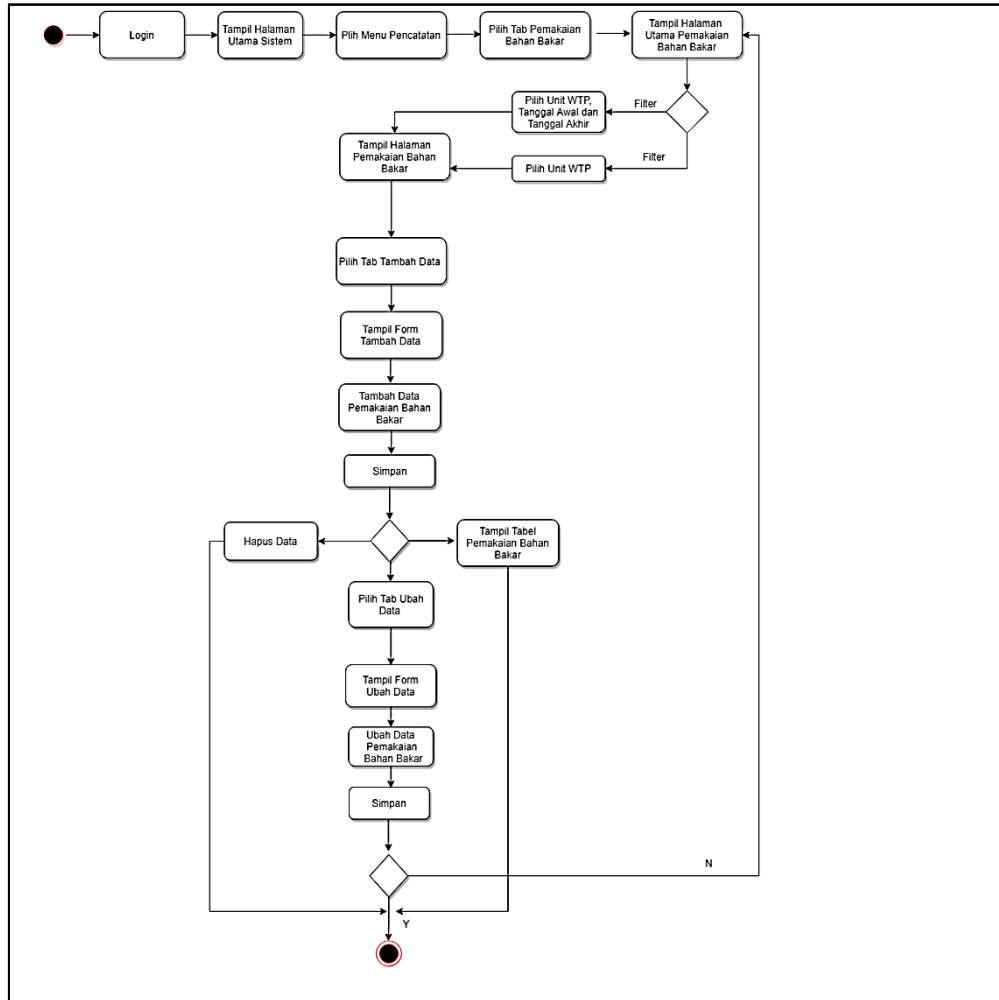 Login
Tampil Halaman
Utama Sistem
Plih Menu Pencatatan
Pilih Tab Pemakaian
Bahan Bakar
Tampil Halaman
Utama Pemakaian
Bahan Bakar
Pilih Unit WTP,
Tanggal Awal dan
Tanggal Akhir
Filter
Tampil Halaman
Pemakaian Bahan
Bakar
Pilih Unit WTP
Filter
Pilih Tab Tambah Data
Tampil Form
Tambah Data
Tambah Data
Pemakaian Bahan
Bakar
Simpan
Hapus Data
Tampil Tabel
Pemakaian Bahan
Bakar
Pilih Tab Ubah
Data
Tampil Form
Ubah Data
Ubah Data
Pemakaian
Bahan Bakar
Simpan
N
Y